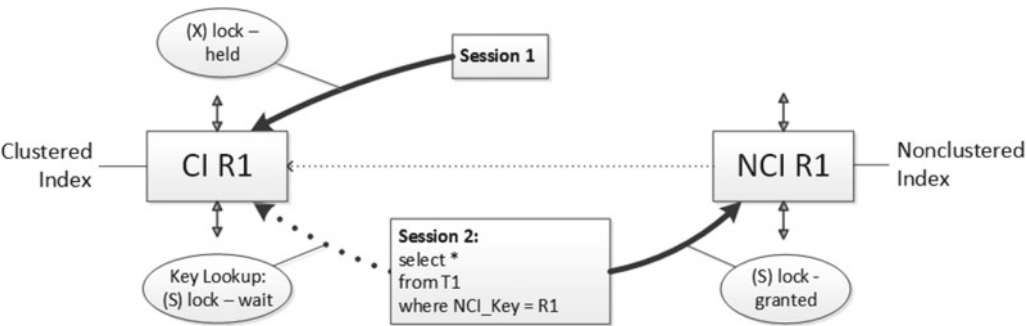 (X) lock –
held
Session 1
Clustered
Index
CI R1
NCI R1
Nonclustered
Index
Key Lookup:
(S) lock – wait
Session 2:
select *
from T1
where NCI_Key = R1
(S) lock -
granted